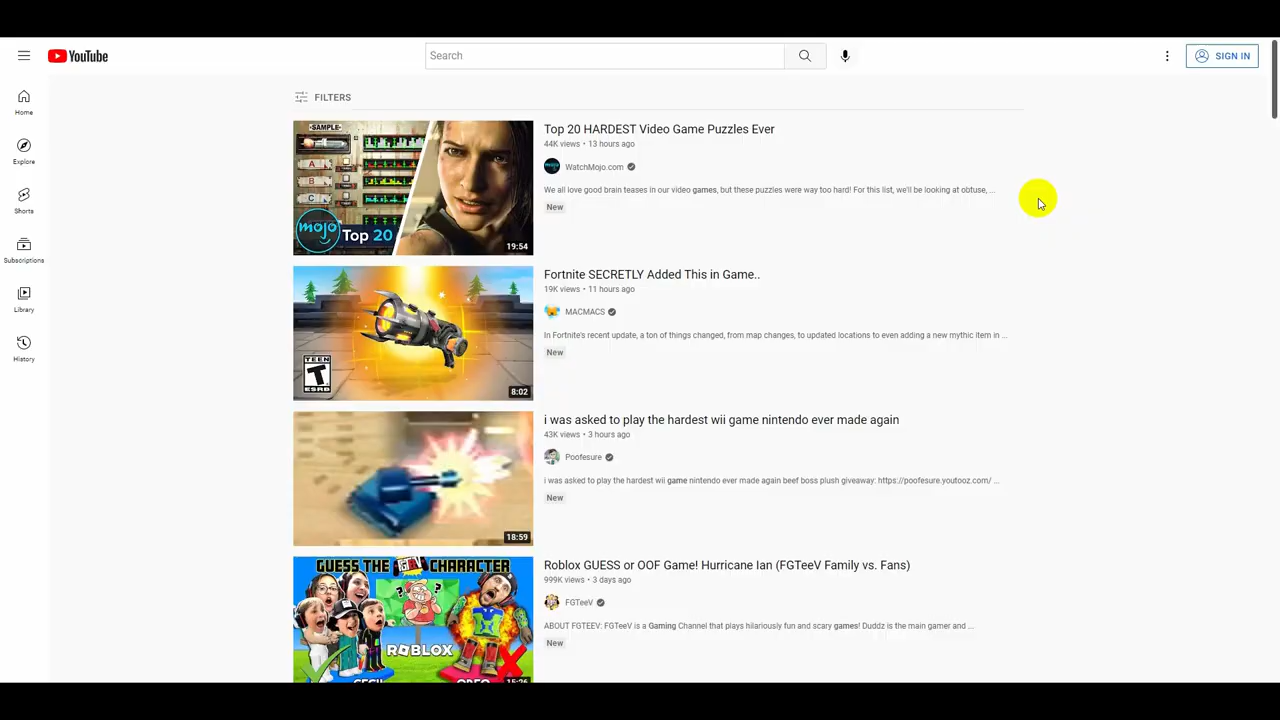 YouTube
Search
SIGN IN
Home
Explore
Shorts
Subscriptions
Library
History
FILTERS
-SAMPLE-
A
B
C
mojo Top 20
19:54
Top 20 HARDEST Video Game Puzzles Ever
44K views • 13 hours ago
WatchMojo.com
We all love good brain teases in our video games, but these puzzles were way too hard! For this list, we'll be looking at obtuse, ...
New
TEEN
T
ESRB
8:02
Fortnite SECRETLY Added This in Game..
19K views • 11 hours ago
MACMACS
In Fortnite's recent update, a ton of things changed, from map changes, to updated locations to even adding a new mythic item in ...
New
18:59
i was asked to play the hardest wii game nintendo ever made again
43K views • 3 hours ago
Poofesure
i was asked to play the hardest wii game nintendo ever made again beef boss plush giveaway: https://poofesure.youtooz.com/ ...
New
GUESS THE CHARACTER
ROBLOX
15:26
Roblox GUESS or OOF Game! Hurricane Ian (FGTeeV Family vs. Fans)
999K views • 3 days ago
FGTeeV
ABOUT FGTEEV: FGTeeV is a Gaming Channel that plays hilariously fun and scary games! Duddz is the main gamer and ...
New